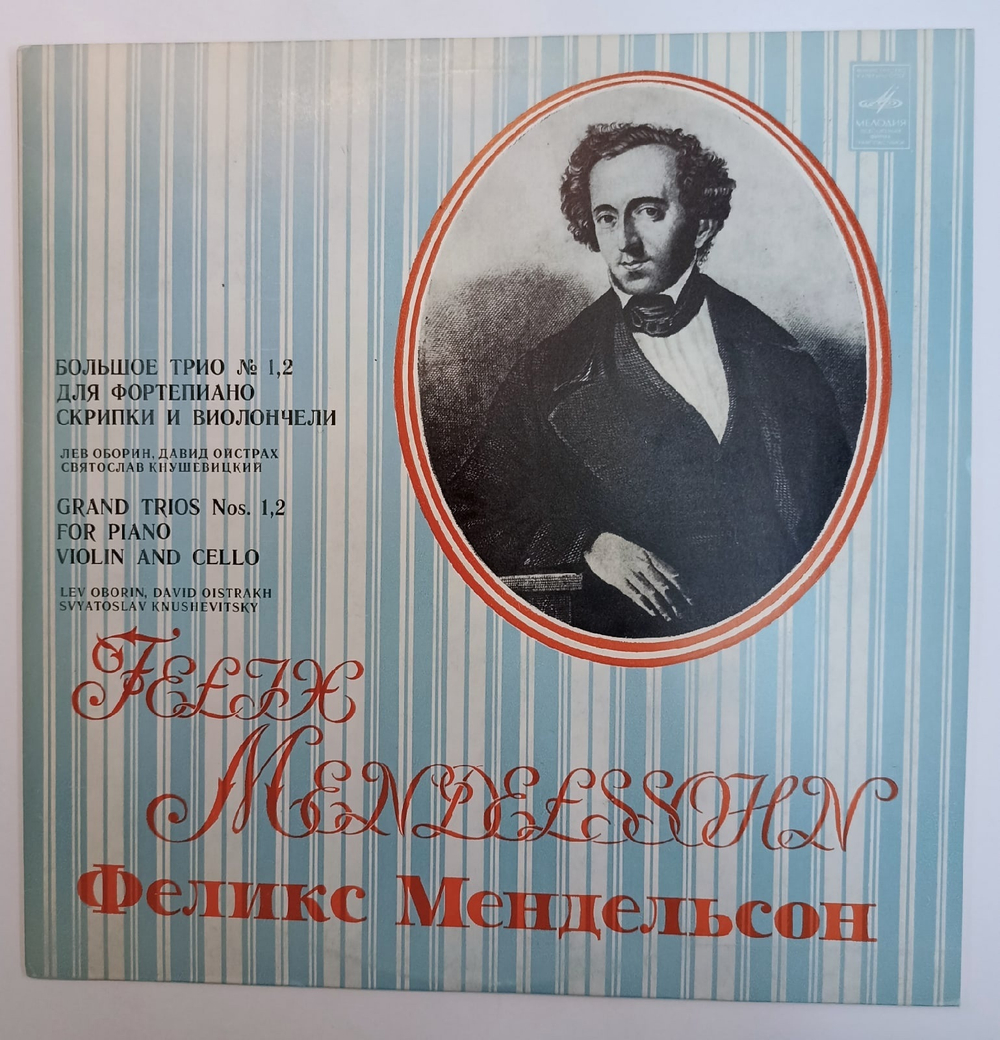 МЕЛОДИЯ
БОЛЬШОЕ ТРИО № 1,2
ДЛЯ ФОРТЕПИАНО
СКРИПКИ И ВИОЛОНЧЕЛИ
ЛЕВ ОБОРИН, ДАВИД ОЙСТРАХ
СВЯТОСЛАВ КНУШЕВИЦКИЙ
GRAND TRIOS Nos. 1,2
FOR PIANO
VIOLIN AND CELLO
LEV OBORIN, DAVID OISTRAKH
SVYATOSLAV KNUSHEVITSKY
FELIX
MENDELSSOHN
Феликс Мендельсон